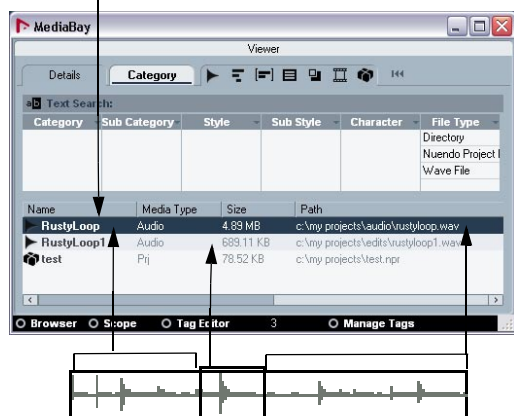 MediaBay
Viewer
Details Category
Text Search:
Category Sub Category Style Sub Style Character File Type
Directory
Nuendo Project
Wave File
Name Media Type Size Path
RustyLoop Audio 4.89 MB c:\my projects\audio\rustyloop.wav
RustyLoop1 Audio 689.11 KB c:\my projects\edits\rustyloop1.wav
test Prj 78.52 KB c:\my projects\test.npr
Browser Scope Tag Editor 3 Manage Tags